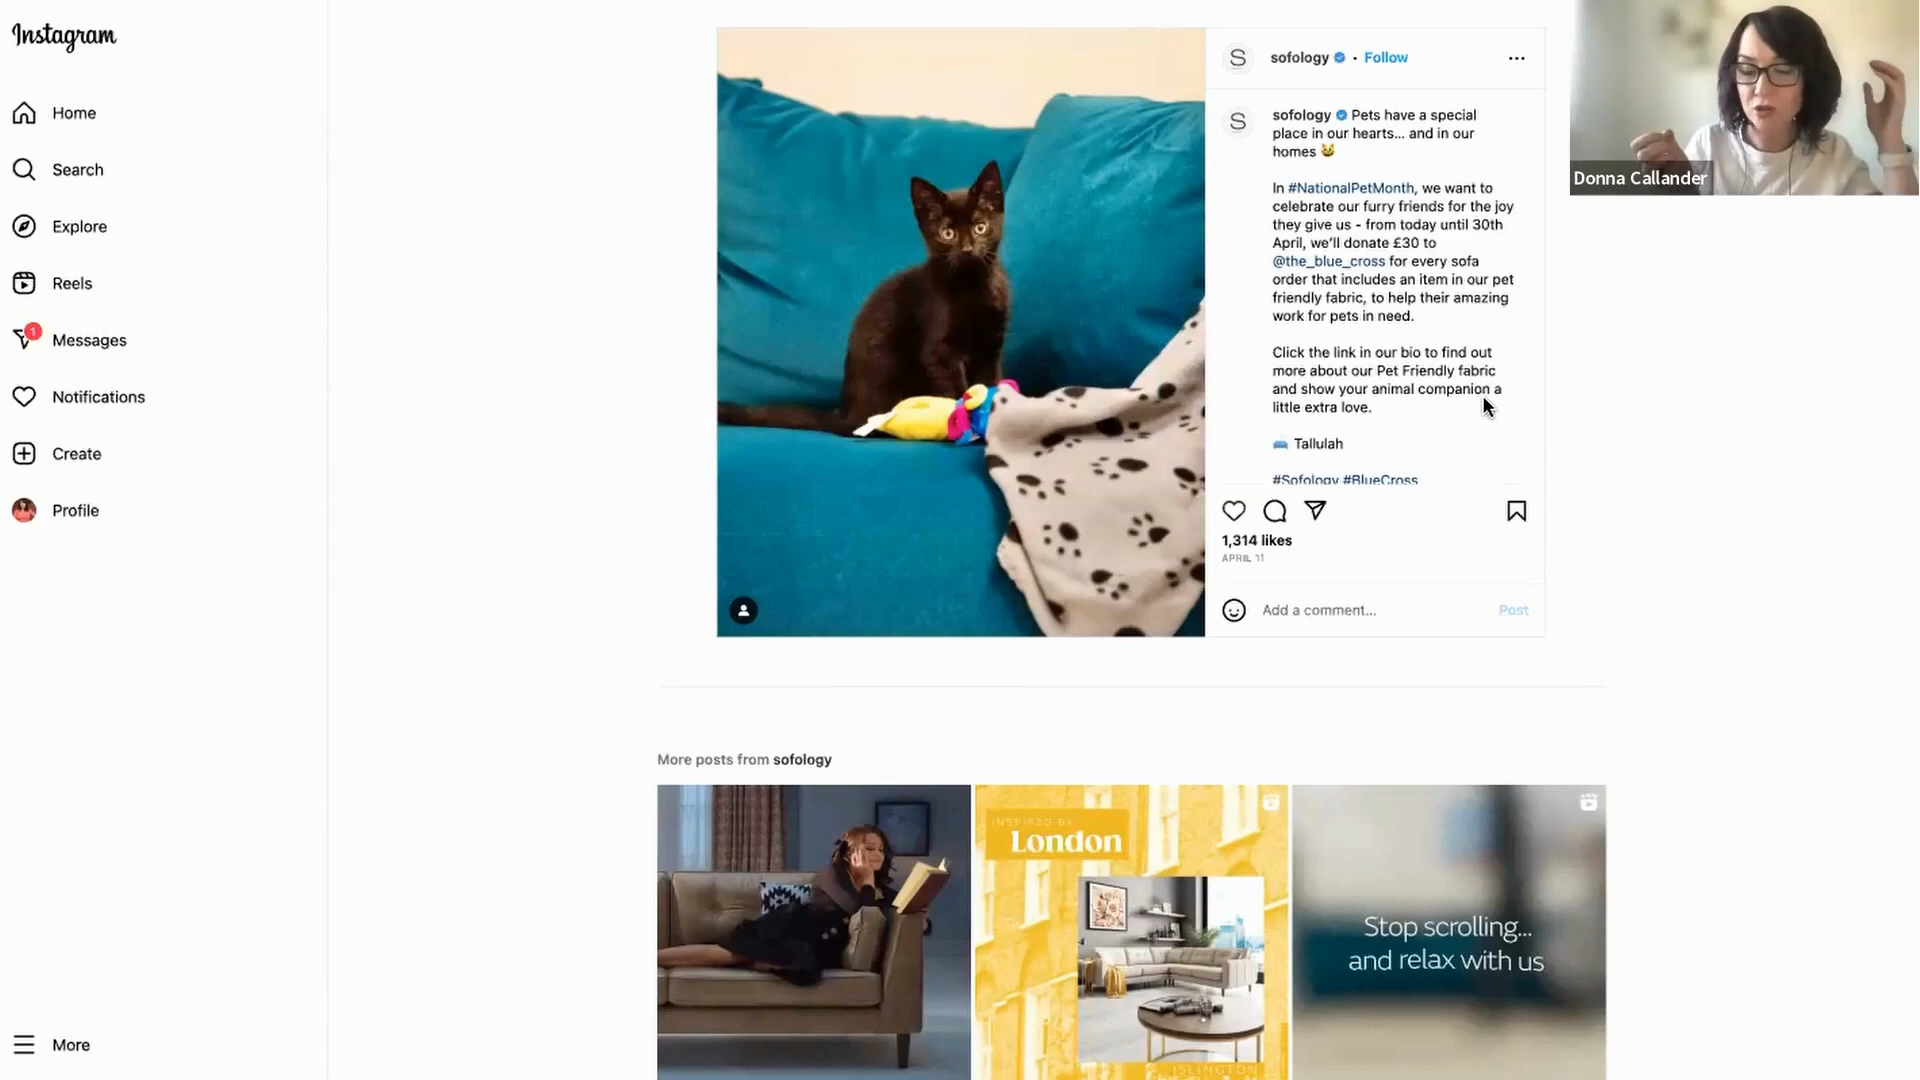 Instagram
Home
Search
Explore
Reels
1
Messages
Notifications
Create
Profile
More
sofology • Follow
S
S
sofology Pets have a special
place in our hearts... and in our
homes 😺
In #NationalPetMonth, we want to
celebrate our furry friends for the joy
they give us - from today until 30th
April, we'll donate £30 to
@the_blue_cross for every sofa
order that includes an item in our pet
friendly fabric, to help their amazing
work for pets in need.
Click the link in our bio to find out
more about our Pet Friendly fabric
and show your animal companion a
little extra love.
🛋 Tallulah
#Sofology #BlueCross
1,314 likes
APRIL 11
Add a comment...
Post
Donna Callander
More posts from sofology
INSPIRED BY
London
ISLINGTON
Stop scrolling...
and relax with us